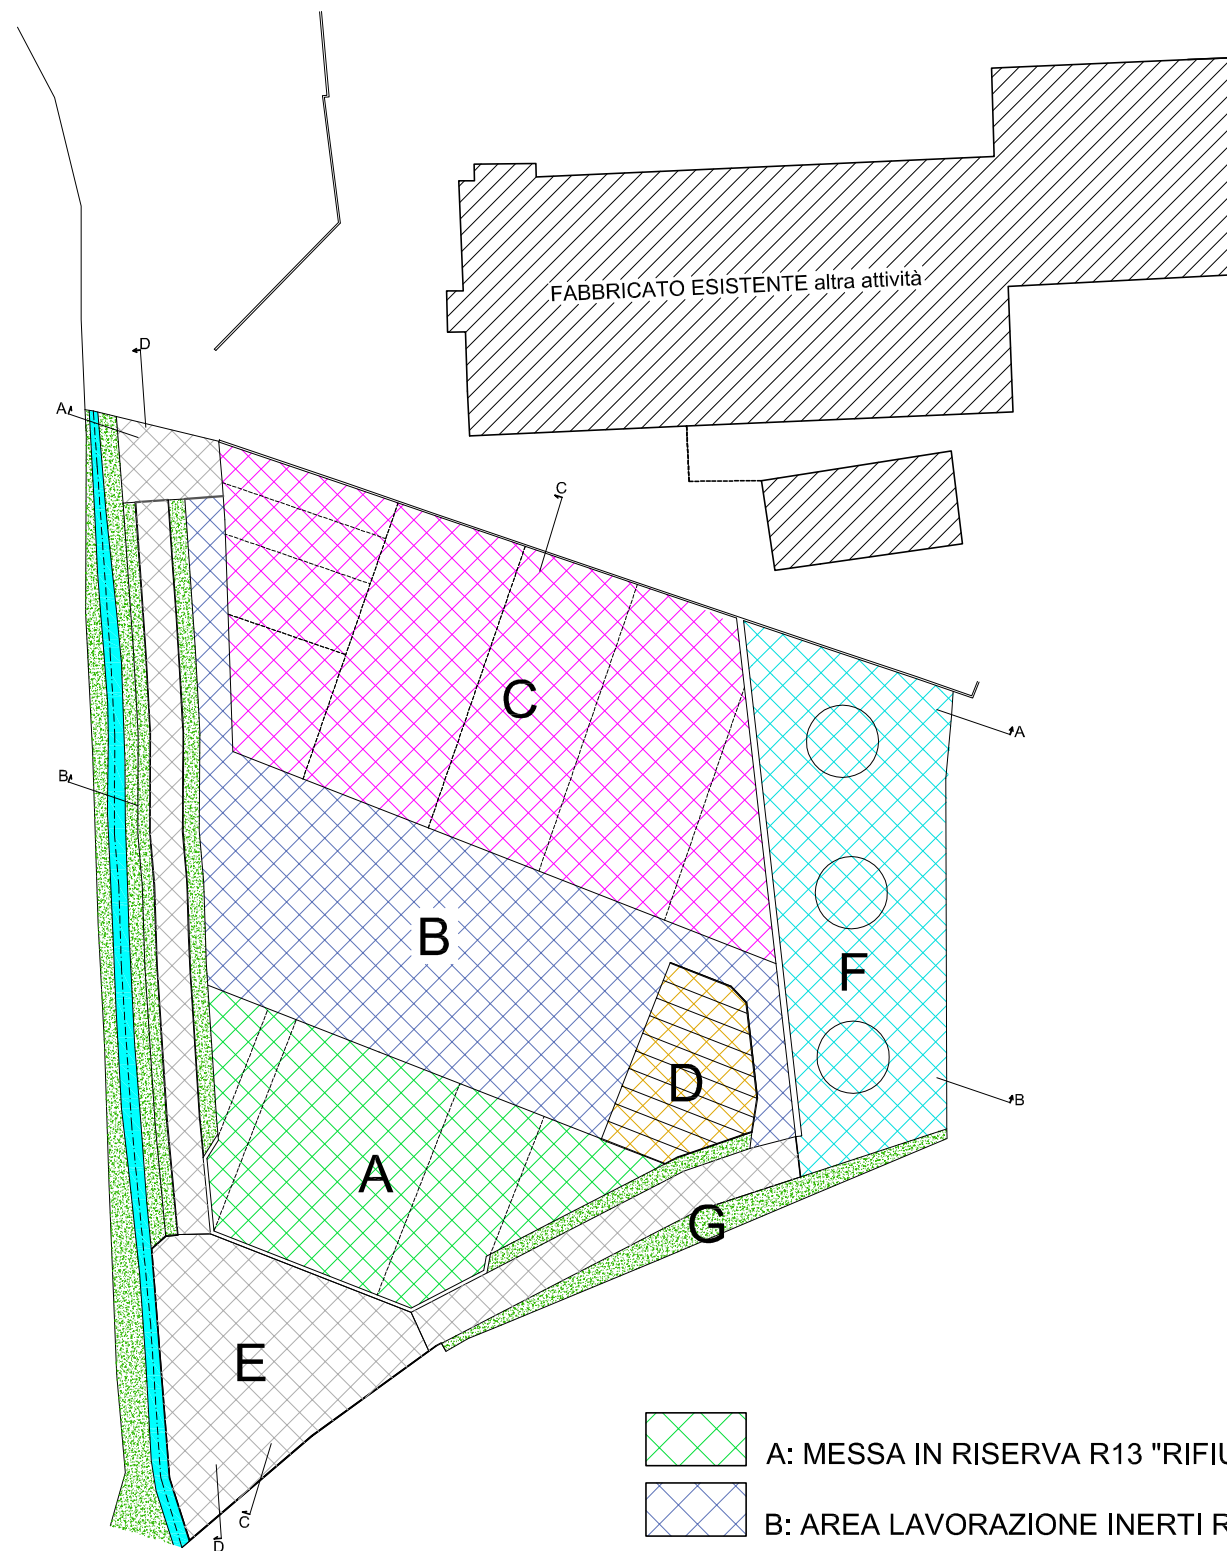 FABBRICATO ESISTENTE altra attività
D
A
C
C
A
B
B
F
D
B
A
G
E
C
D
A: MESSA IN RISERVA R13 "RIFIU
B: AREA LAVORAZIONE INERTI R